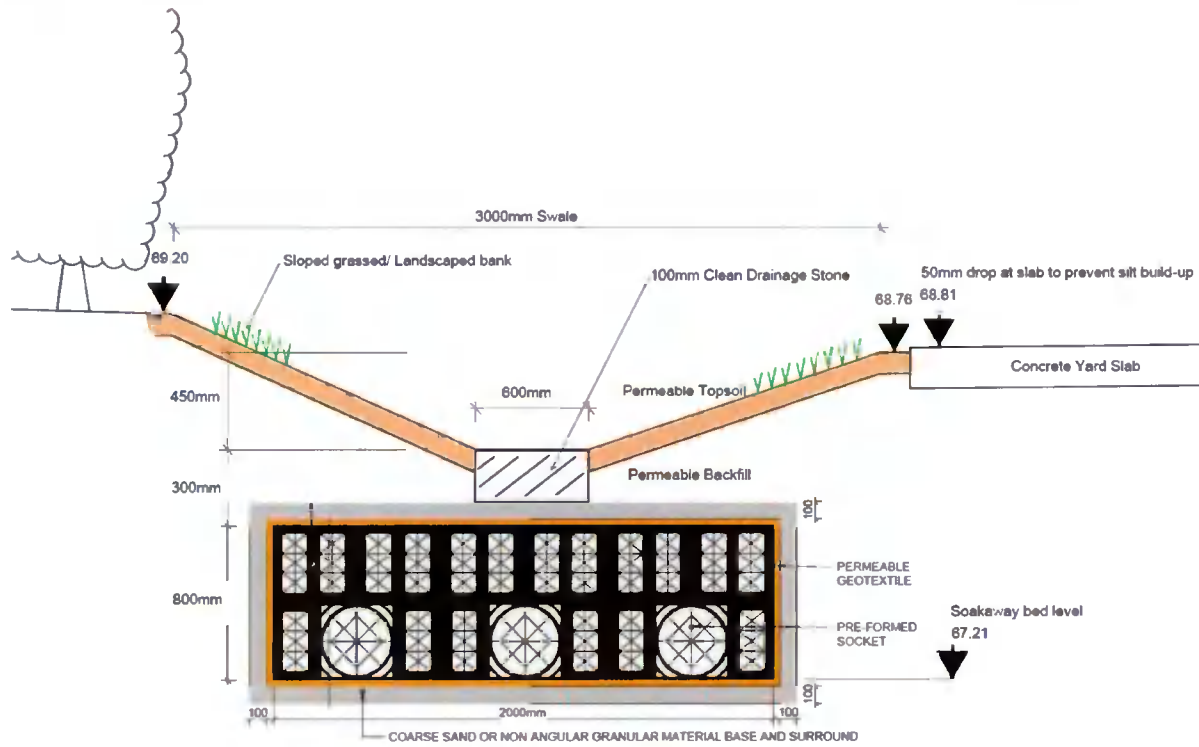 3000mm Swale
69.20
Sloped grassed/ Landscaped bank
100mm Clean Drainage Stone
50mm drop at slab to prevent silt build-up
68.76
68.81
Concrete Yard Slab
450mm
600mm
Permeable Topsoil
300mm
Permeable Backfill
100
PERMEABLE
GEOTEXTILE
800mm
PRE-FORMED
SOCKET
Soakaway bed level
67.21
100
100
2000mm
100
COARSE SAND OR NON ANGULAR GRANULAR MATERIAL BASE AND SURROUND